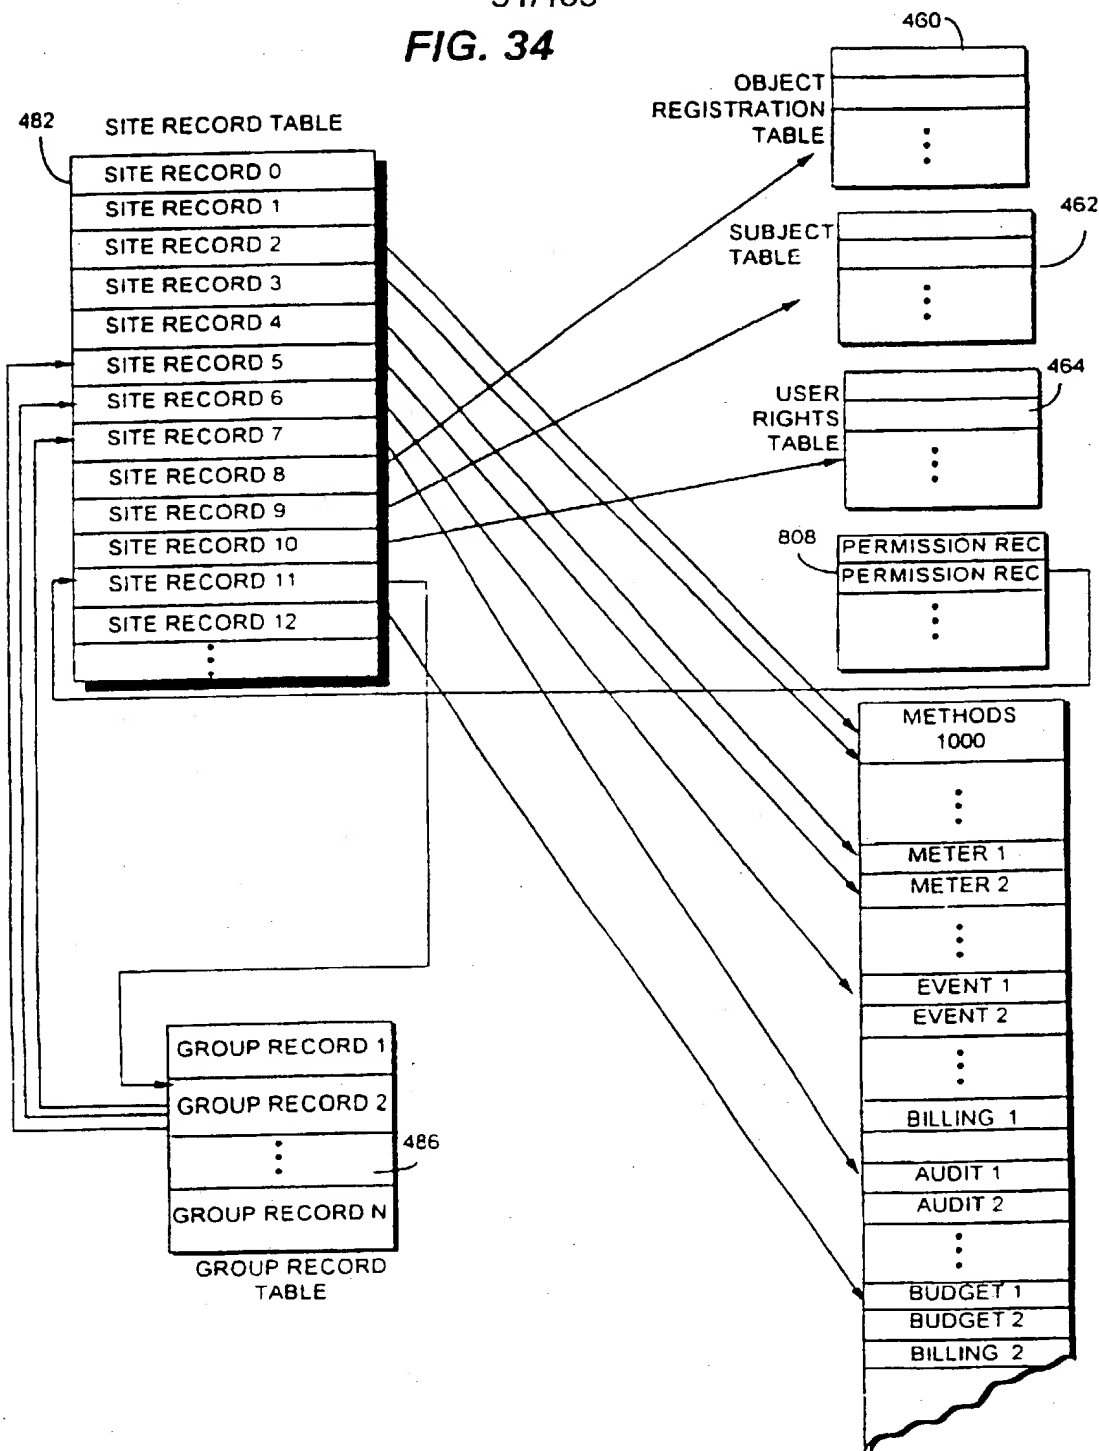 FIG. 34
460
OBJECT
REGISTRATION
TABLE
482
SITE RECORD TABLE
SITE RECORD 0
SITE RECORD 1
SITE RECORD 2
SITE RECORD 3
SITE RECORD 4
SITE RECORD 5
SITE RECORD 6
SITE RECORD 7
SITE RECORD 8
SITE RECORD 9
SITE RECORD 10
SITE RECORD 11
SITE RECORD 12
SUBJECT
TABLE
462
USER
RIGHTS
TABLE
464
808
PERMISSION REC
PERMISSION REC
METHODS
1000
METER 1
METER 2
EVENT 1
EVENT 2
BILLING 1
AUDIT 1
AUDIT 2
BUDGET 1
BUDGET 2
BILLING 2
GROUP RECORD 1
GROUP RECORD 2
486
GROUP RECORD N
GROUP RECORD
TABLE